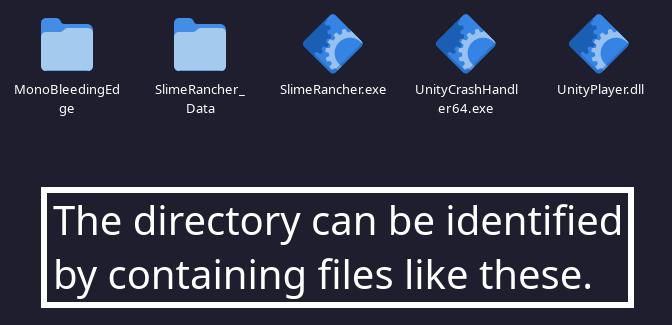 MonoBleedingEd
ge
SlimeRancher_
Data
SlimeRancher.exe
UnityCrashHandl
er64.exe
UnityPlayer.dll
The directory can be identified
by containing files like these.